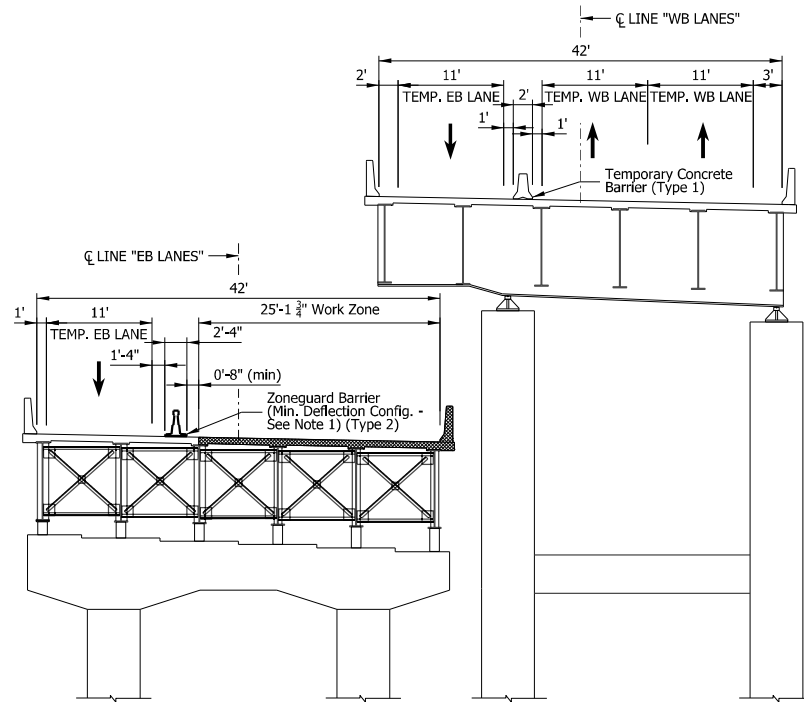 ℄ LINE "WB LANES"
42'
2' 11' 11' 11' 3'
TEMP. EB LANE 2' TEMP. WB LANE TEMP. WB LANE
1' 1'
Temporary Concrete
Barrier (Type 1)
℄ LINE "EB LANES"
42'
1' 11' 25'-1 3/4" Work Zone
TEMP. EB LANE 2'-4"
1'-4"
0'-8" (min)
Zoneguard Barrier
(Min. Deflection Config. -
See Note 1) (Type 2)